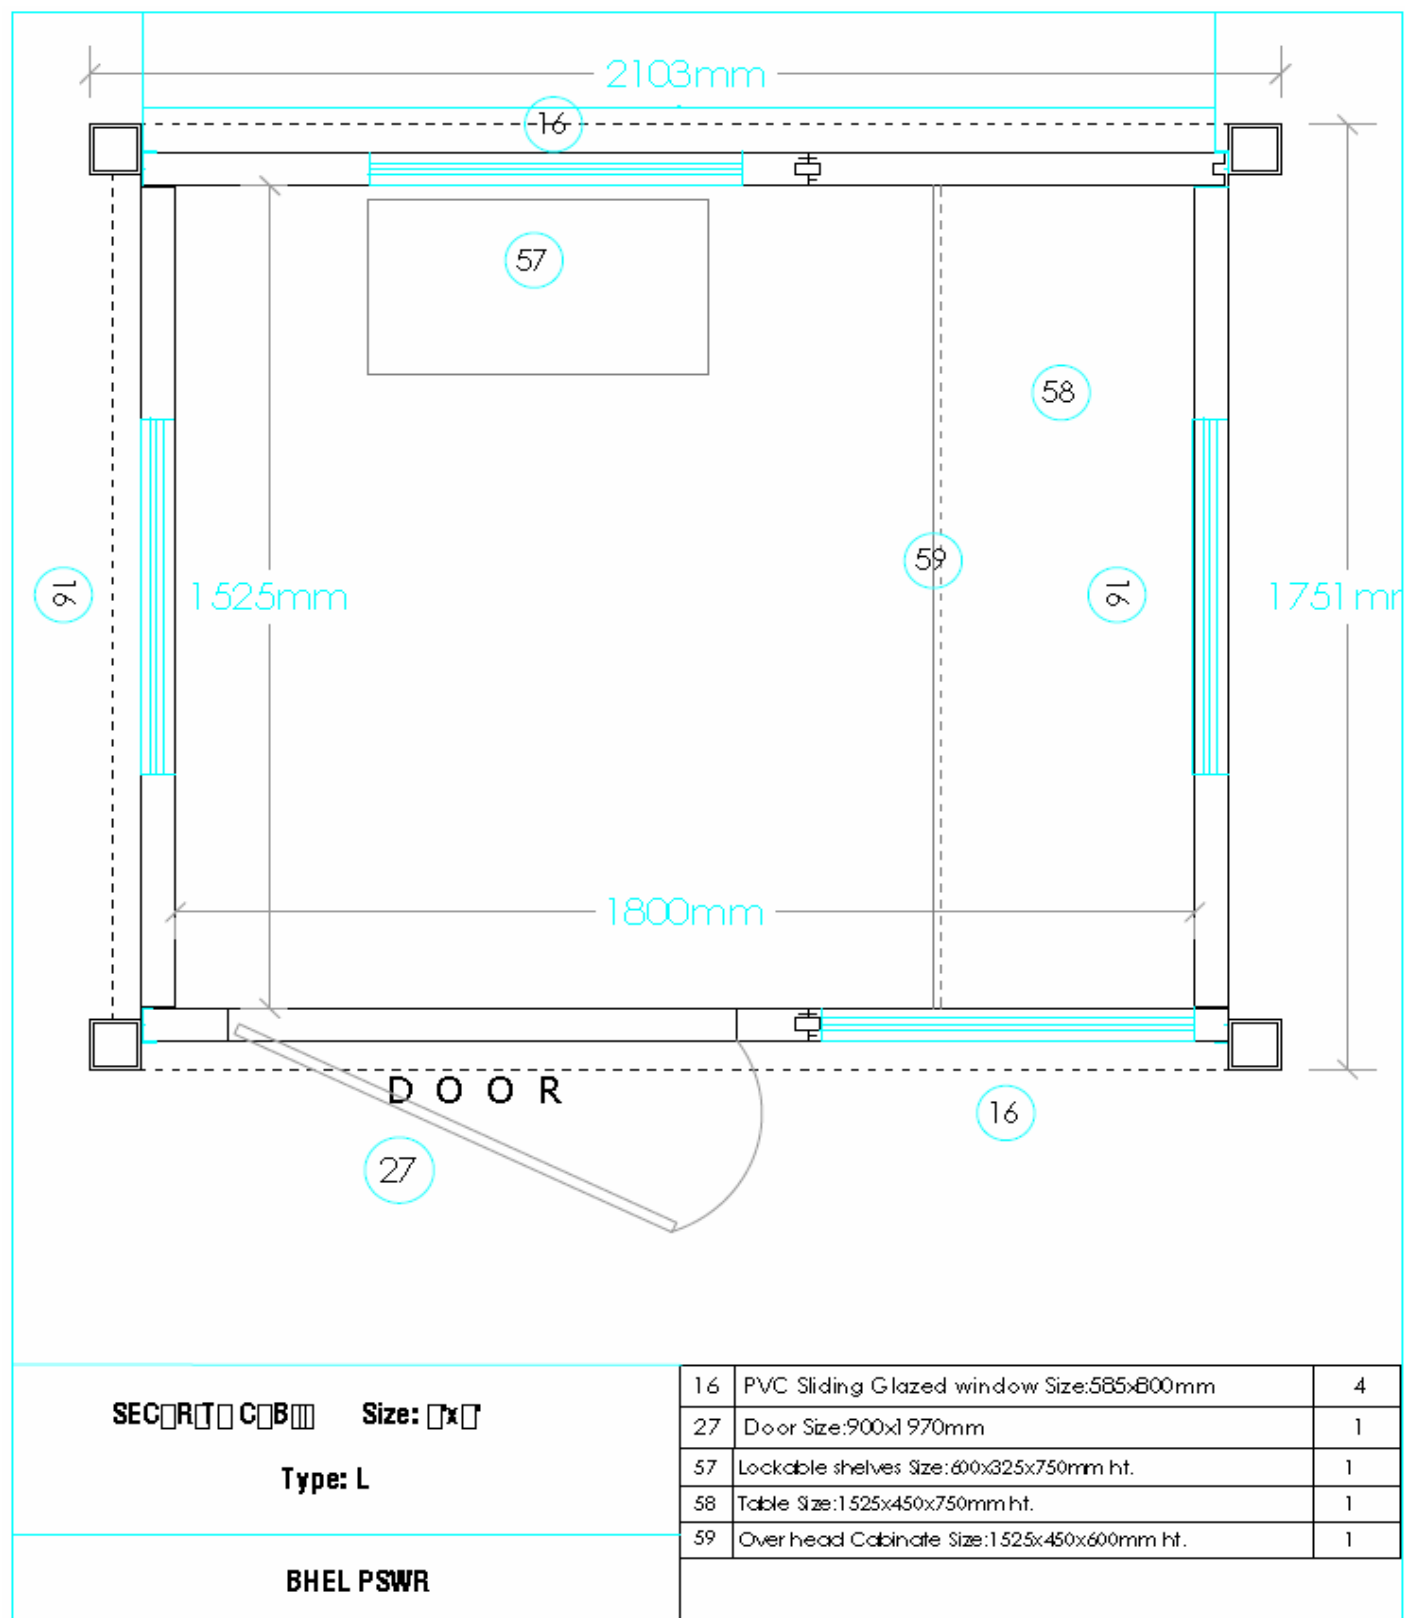 2103mm
16
57
58
59
16
1525mm
16
1751mm
1800mm
DOOR
16
27
Size:
Type: L
BHEL PSWR
16 PVC Sliding Glazed window Size:585x800mm 4
27 Door Size:900x1970mm 1
57 Lockable shelves Size:600x325x750mm ht. 1
58 Table Size:1525x450x750mm ht. 1
59 Over head Cabinate Size:1525x450x600mm ht. 1